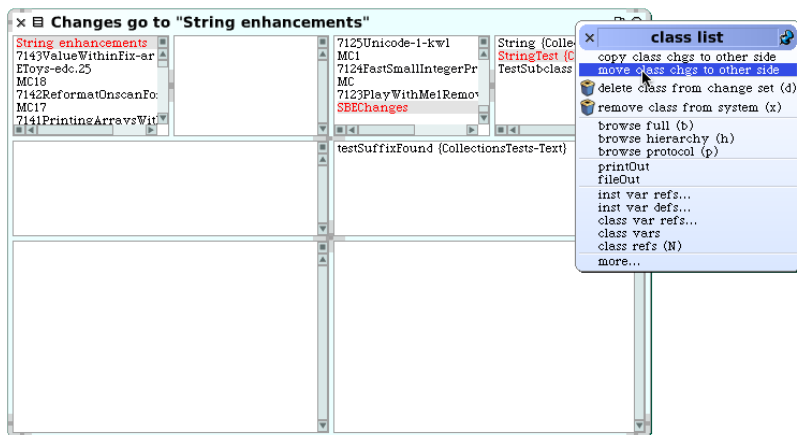 Changes go to "String enhancements"
String enhancements
7143ValueWithinFix-ar
EToys-edc.25
MC18
7142ReformatOnscanFo
MC17
7141PrintingArraysWit
7125Unicode-1-kwl
MC1
7124FastSmallIntegerPr
MC
7123PlayWithMe1Remov
SBEChanges
String {Colle
StringTest {C
TestSubclass
testSuffixFound {CollectionsTests-Text}
class list
copy class chgs to other side
move class chgs to other side
delete class from change set (d)
remove class from system (x)
browse full (b)
browse hierarchy (h)
browse protocol (p)
printOut
fileOut
inst var refs...
inst var defs...
class var refs...
class vars
class refs (N)
more...